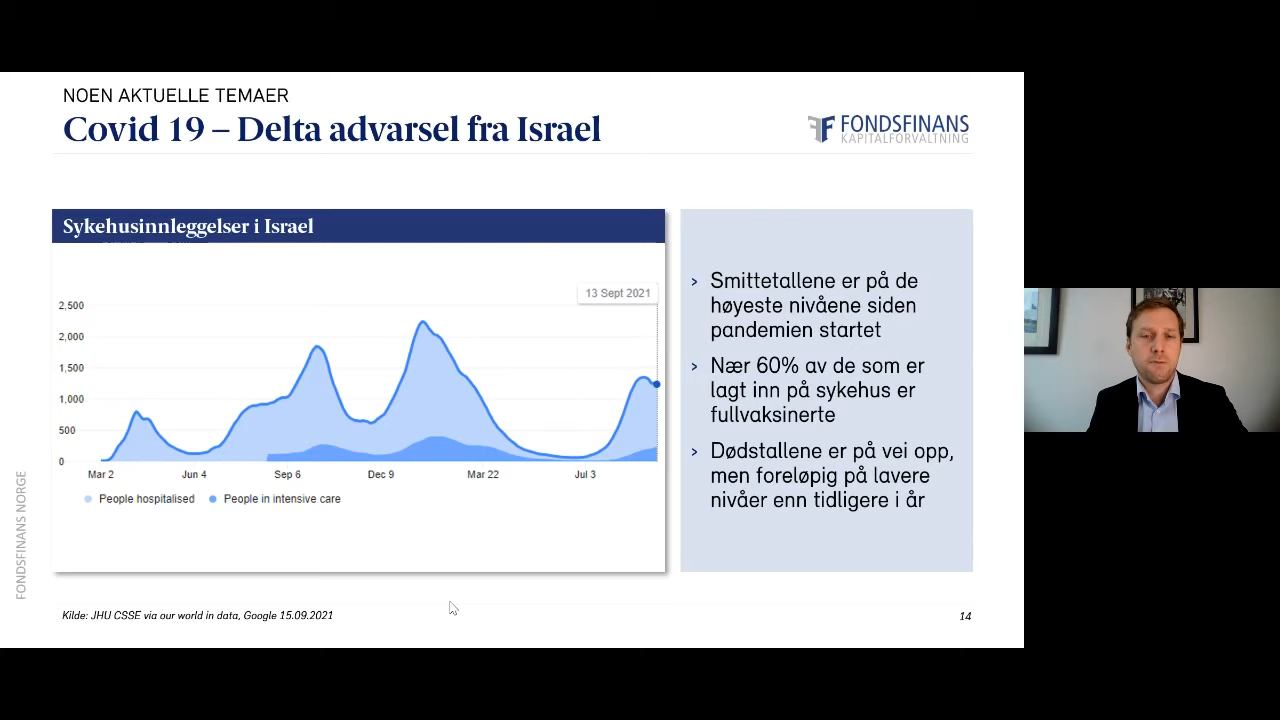 NOEN AKTUELLE TEMAER
Covid 19 – Delta advarsel fra Israel
FONDSFINANS
KAPITALFORVALTNING
Sykehusinnleggelser i Israel
13 Sept 2021
2,500
2,000
1,500
1,000
500
0
Mar 2 Jun 4 Sep 6 Dec 9 Mar 22 Jul 3
People hospitalised People in intensive care
› Smittetallene er på de
høyeste nivåene siden
pandemien startet
› Nær 60% av de som er
lagt inn på sykehus er
fullvaksinerte
› Dødstallene er på vei opp,
men foreløpig på lavere
nivåer enn tidligere i år
FONDSFINANS NORGE
Kilde: JHU CSSE via our world in data, Google 15.09.2021
14